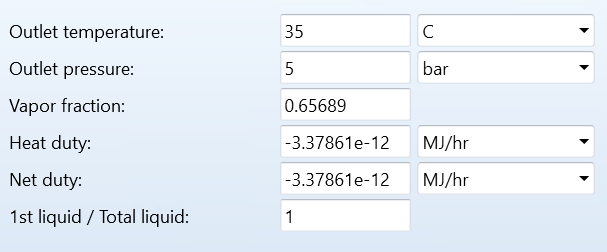 Outlet temperature: 35 C
Outlet pressure: 5 bar
Vapor fraction: 0.65689
Heat duty: -3.37861e-12 MJ/hr
Net duty: -3.37861e-12 MJ/hr
1st liquid / Total liquid: 1